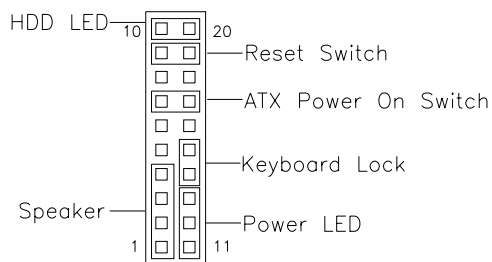 HDD LED
10 20
Reset Switch
ATX Power On Switch
Keyboard Lock
Speaker
Power LED
1 11